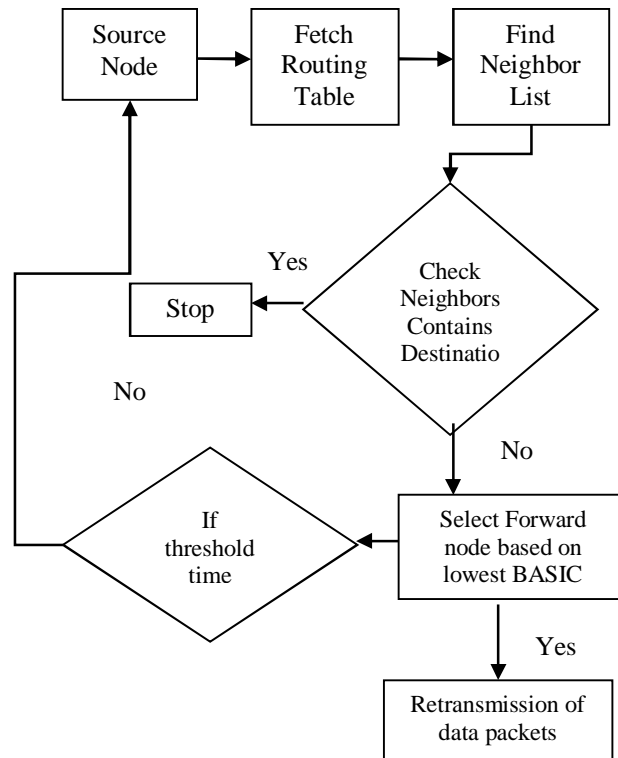 Source
Node
Fetch
Routing
Table
Find
Neighbor
List
Yes
Check
Neighbors
Contains
Destinatio
Stop
No
No
If
threshold
time
Select Forward
node based on
lowest BASIC
Yes
Retransmission of
data packets